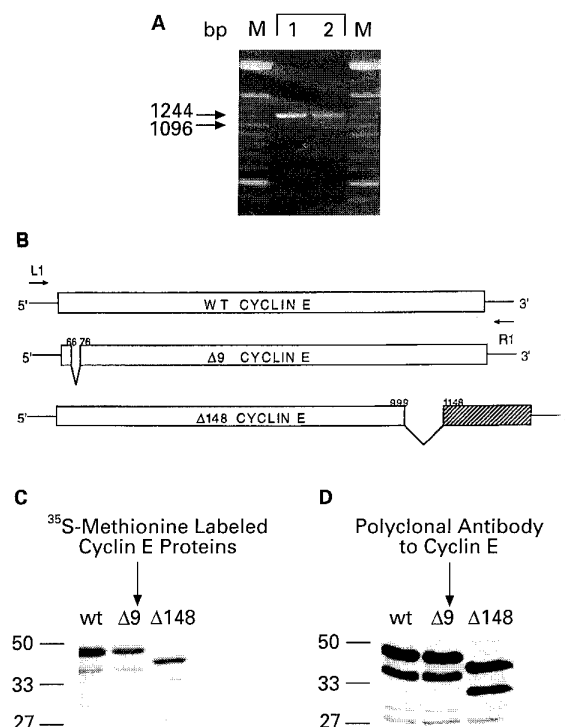 A
bp M 1 2 M
1244
1096
B
L1
5' WT CYCLIN E 3'
R1
66 76
5' Δ9 CYCLIN E 3'
999 1148
5' Δ148 CYCLIN E
C
³⁵S-Methionine Labeled
Cyclin E Proteins
wt Δ9 Δ148
50
33
27
D
Polyclonal Antibody
to Cyclin E
wt Δ9 Δ148
50
33
27